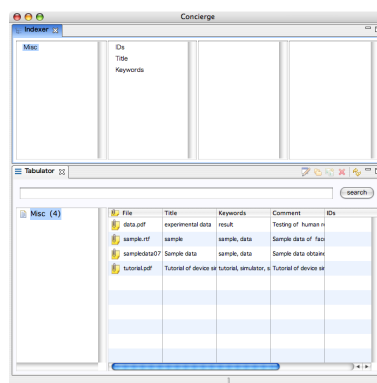 Concierge
Indexer
Misc
IDs
Title
Keywords
Tabulator
search
Misc (4)
File Title Keywords Comment IDs
data.pdf experimental data result Testing of human
sample.rtf sample sample, data Sample data of
sampledata07 Sample data sample, data Sample data
tutorial.pdf Tutorial of device tutorial, simulator, s Tutorial of device